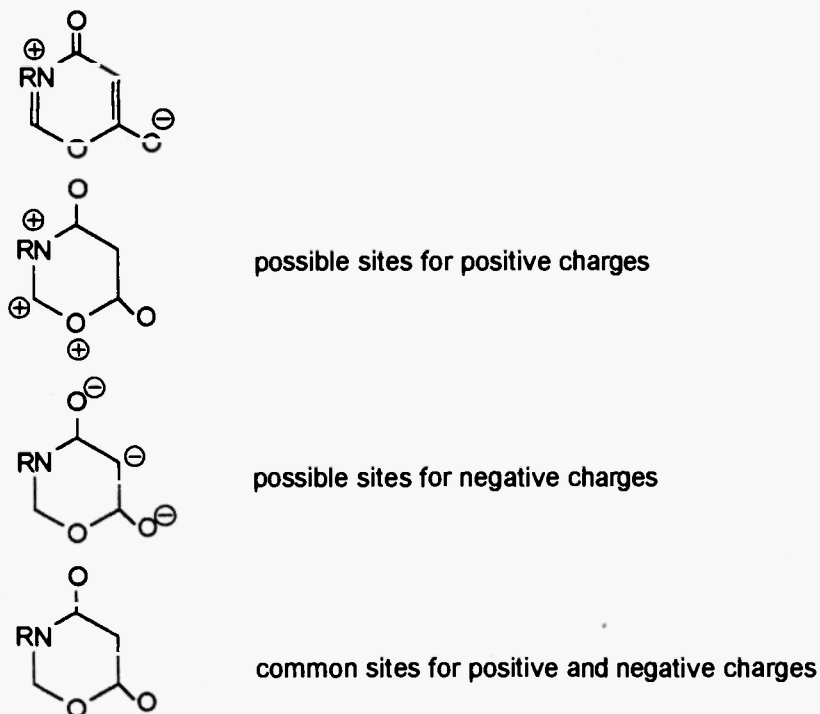 O
⊕
RN
O
O
⊖
O
⊕
RN
⊕
O
⊕
O
possible sites for positive charges
O⊖
RN
⊖
O
O⊖
possible sites for negative charges
O
RN
O
O
common sites for positive and negative charges